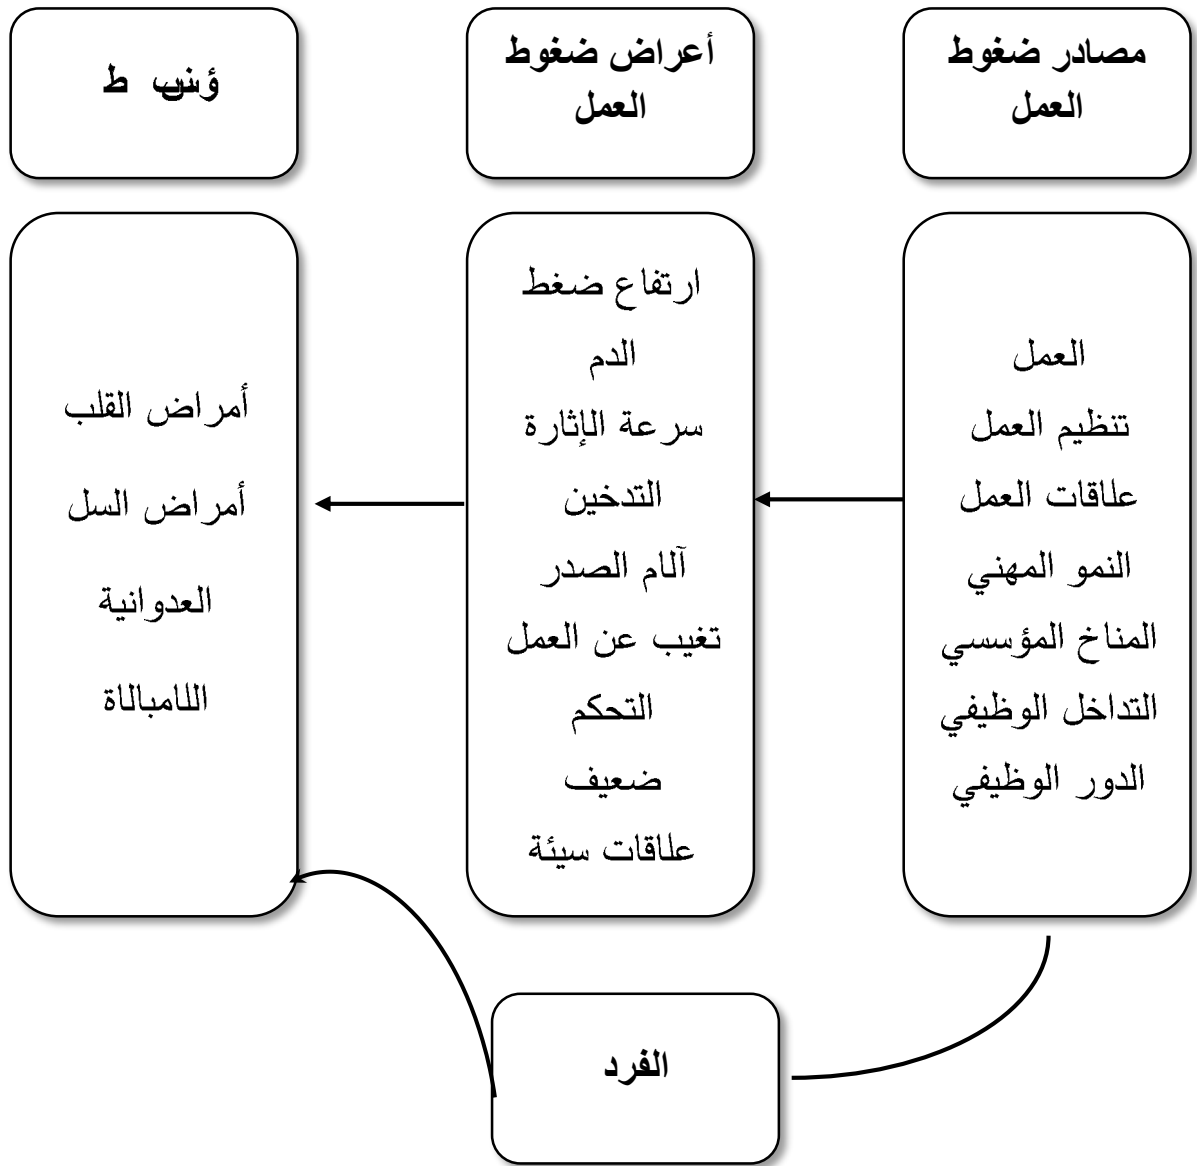 مصادر ضغوط
العمل
أعراض ضغوط
العمل
العمل
تنظيم العمل
علاقات العمل
النمو المهني
المناخ المؤسسي
التداخل الوظيفي
الدور الوظيفي
ارتفاع ضغط
الدم
سرعة الإثارة
التدخين
آلام الصدر
تغيب عن العمل
التحكم
ضعيف
علاقات سيئة
أمراض القلب
أمراض السل
العدوانية
اللامبالاة
الفرد